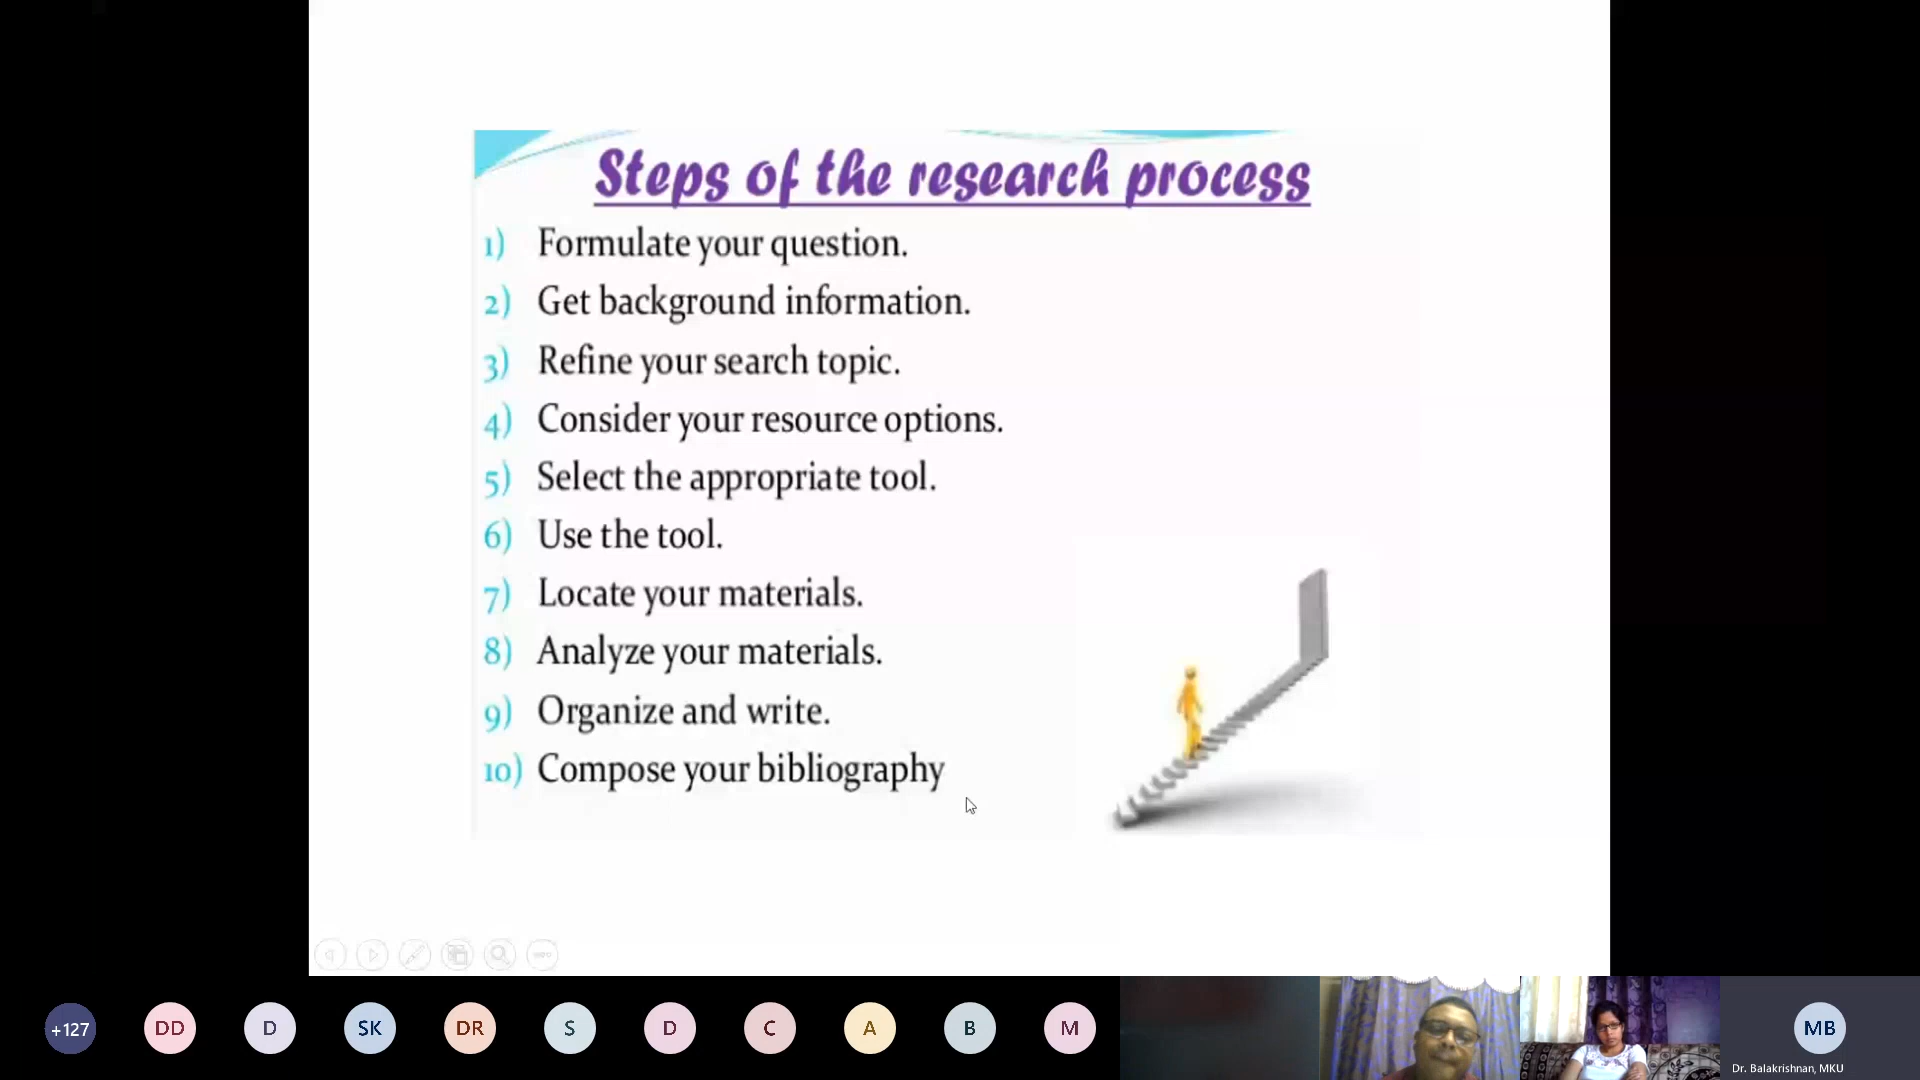 Steps of the research process
1) Formulate your question.
2) Get background information.
3) Refine your search topic.
4) Consider your resource options.
5) Select the appropriate tool.
6) Use the tool.
7) Locate your materials.
8) Analyze your materials.
9) Organize and write.
10) Compose your bibliography
+127
DD
D
SK
DR
S
D
C
A
B
M
MB
Dr. Balakrishnan, MKU